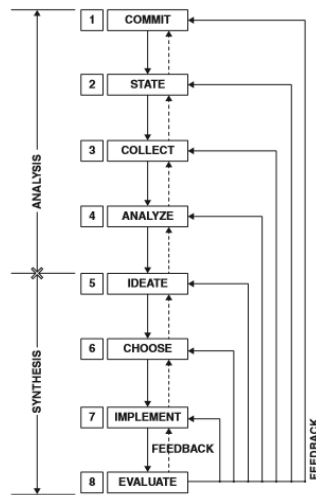 1 COMMIT
2 STATE
3 COLLECT
ANALYSIS
4 ANALYZE
5 IDEATE
6 CHOOSE
SYNTHESIS
7 IMPLEMENT
FEEDBACK
FEEDBACK
8 EVALUATE